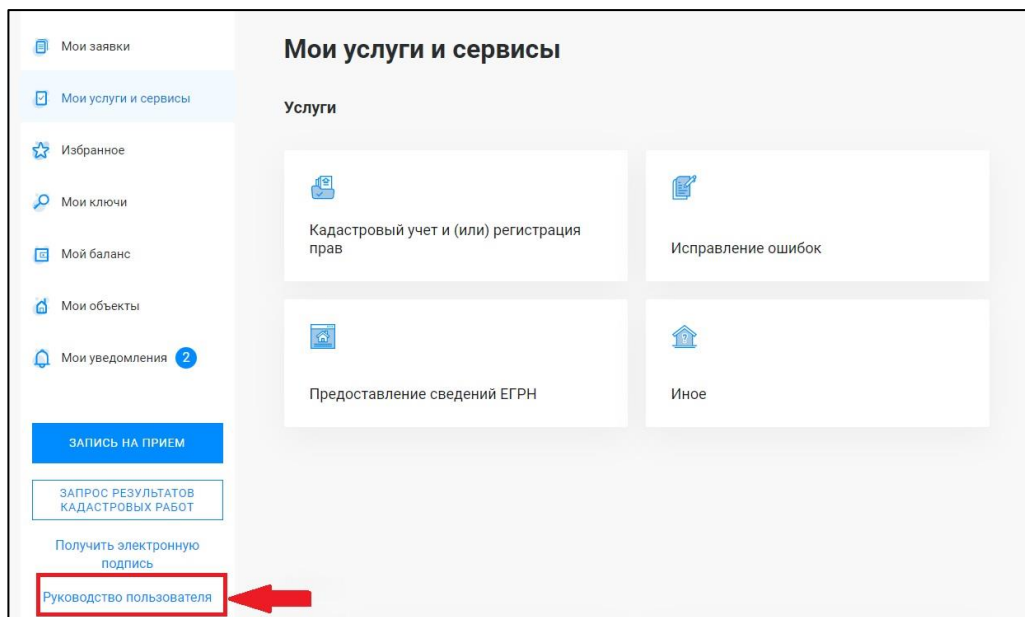 Мои заявки
Мои услуги и сервисы
Избранное
Мои ключи
Мой баланс
Мои объекты
Мои уведомления 2
ЗАПИСЬ НА ПРИЕМ
ЗАПРОС РЕЗУЛЬТАТОВ
КАДАСТРОВЫХ РАБОТ
Получить электронную
подпись
Руководство пользователя
Мои услуги и сервисы
Услуги
Кадастровый учет и (или) регистрация
прав
Исправление ошибок
Предоставление сведений ЕГРН
Иное